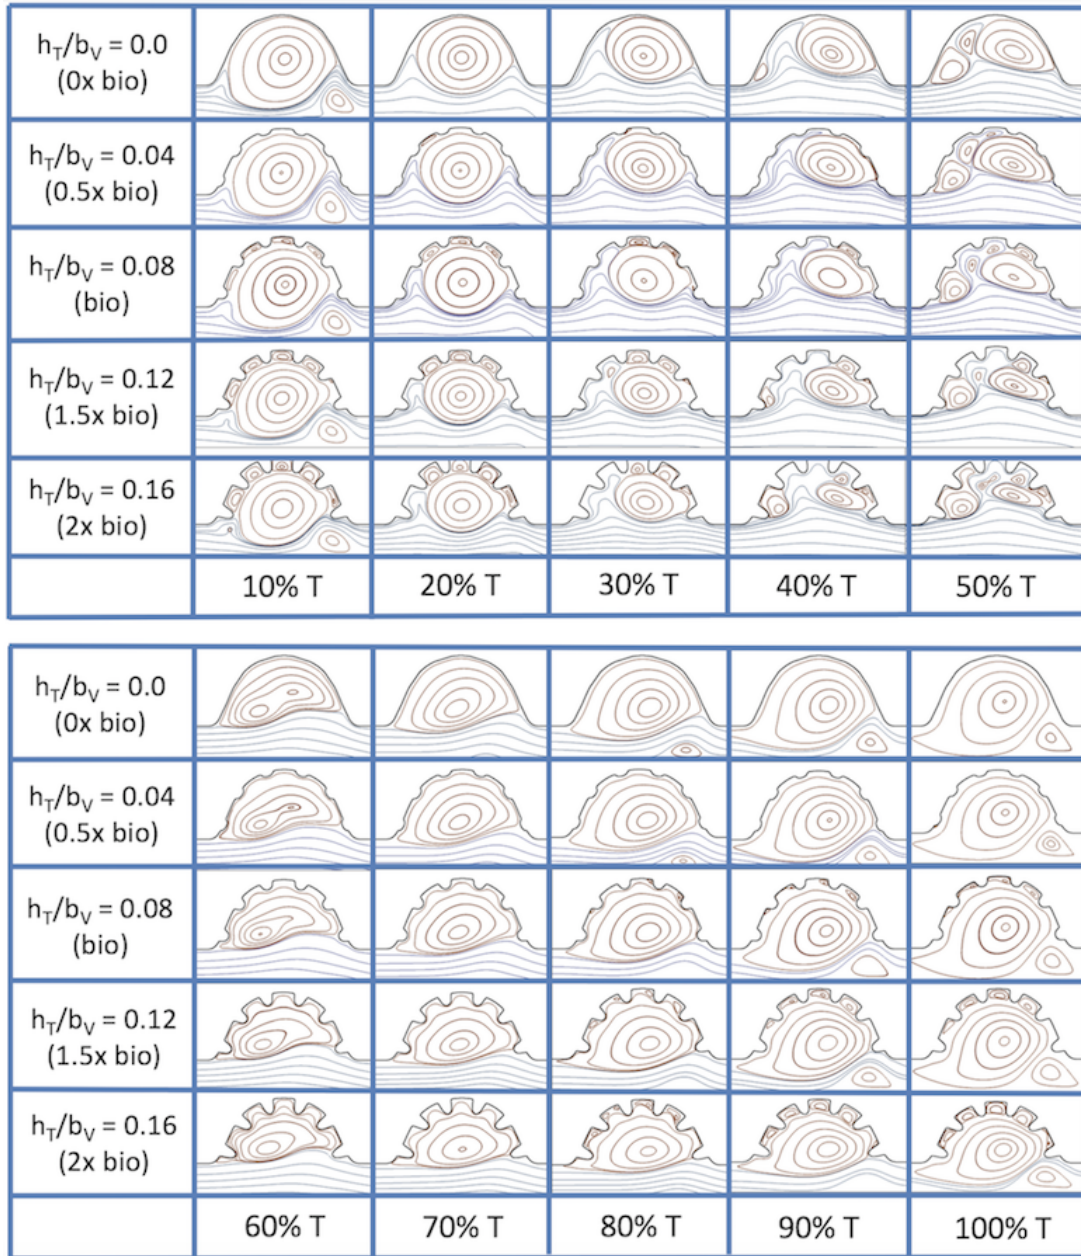 h_T/b_V = 0.0
(0x bio)
h_T/b_V = 0.04
(0.5x bio)
h_T/b_V = 0.08
(bio)
h_T/b_V = 0.12
(1.5x bio)
h_T/b_V = 0.16
(2x bio)
10% T 20% T 30% T 40% T 50% T
h_T/b_V = 0.0
(0x bio)
h_T/b_V = 0.04
(0.5x bio)
h_T/b_V = 0.08
(bio)
h_T/b_V = 0.12
(1.5x bio)
h_T/b_V = 0.16
(2x bio)
60% T 70% T 80% T 90% T 100% T